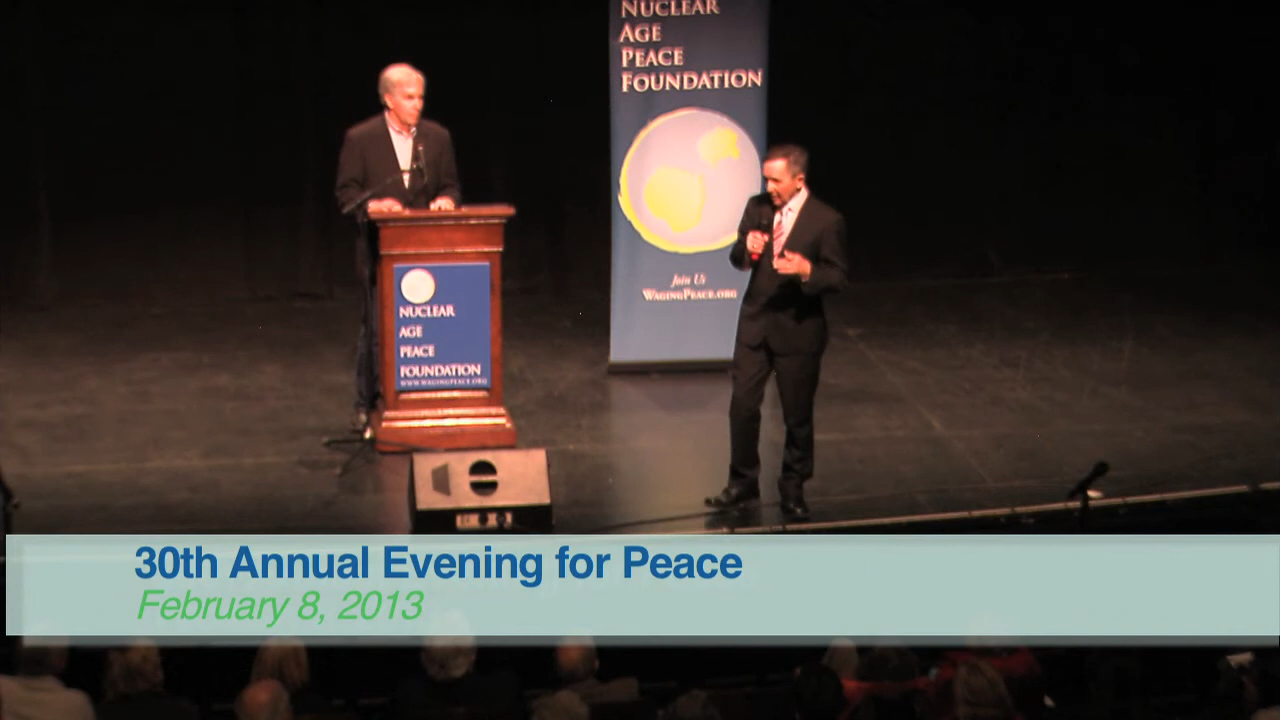 NUCLEAR
AGE
PEACE
FOUNDATION
Join Us
WAGINGPEACE.ORG
NUCLEAR
AGE
PEACE
FOUNDATION
WWW.WAGINGPEACE.ORG
30th Annual Evening for Peace
February 8, 2013